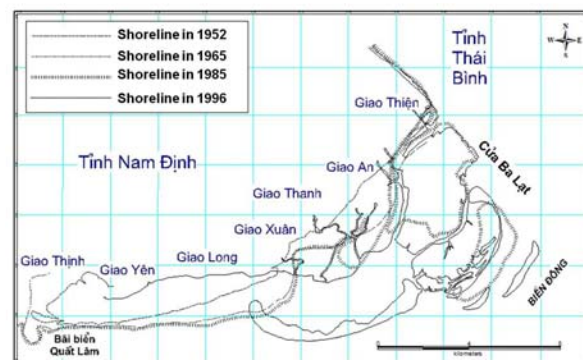 Shoreline in 1952
Shoreline in 1965
Shoreline in 1985
Shoreline in 1996
Tỉnh
Thái
Bình
N
W E
S
Giao Thiện
Cửa Ba Lạt
Tỉnh Nam Định
Giao An
Giao Thanh
Giao Xuân
Giao Long
Giao Thịnh
Giao Yên
BIỂN ĐÔNG
Bãi biển
Quất Lâm
kilometers